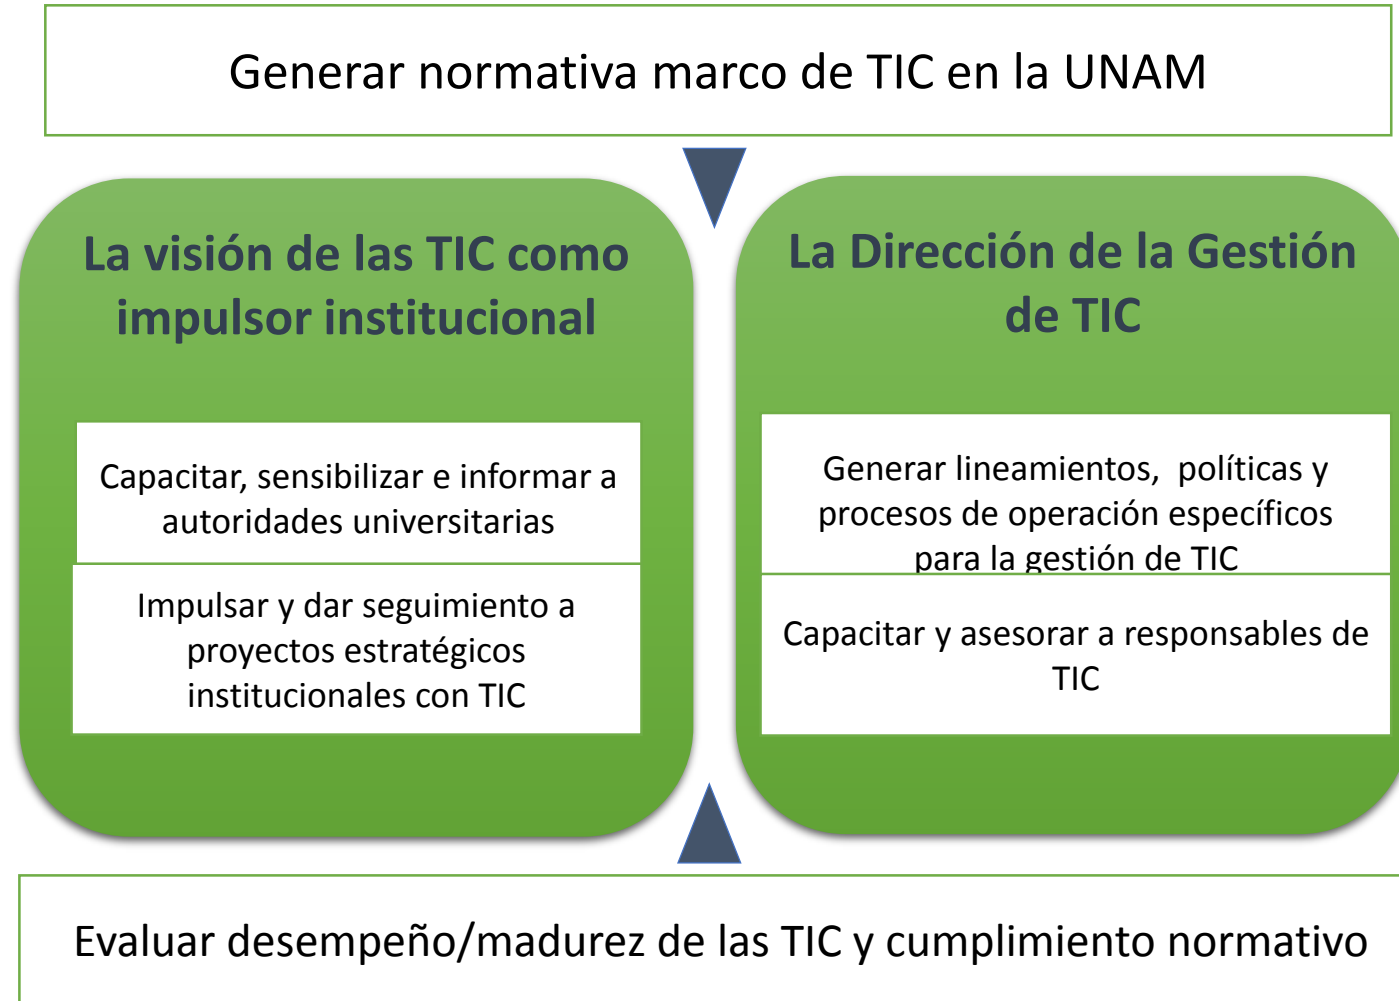 Generar normativa marco de TIC en la UNAM
La visión de las TIC como
impulsor institucional
Capacitar, sensibilizar e informar a
autoridades universitarias
Impulsar y dar seguimiento a
proyectos estratégicos
institucionales con TIC
La Dirección de la Gestión
de TIC
Generar lineamientos, políticas y
procesos de operación específicos
para la gestión de TIC
Capacitar y asesorar a responsables de
TIC
Evaluar desempeño/madurez de las TIC y cumplimiento normativo